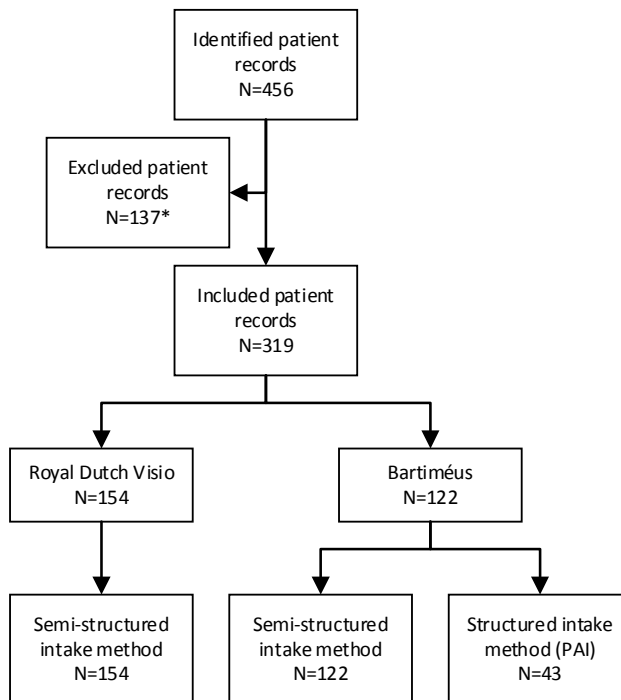 Identified patient
records
N=456
Excluded patient
records
N=137*
Included patient
records
N=319
Royal Dutch Visio
N=154
Bartiméus
N=122
Semi-structured
intake method
N=154
Semi-structured
intake method
N=122
Structured intake
method (PAI)
N=43